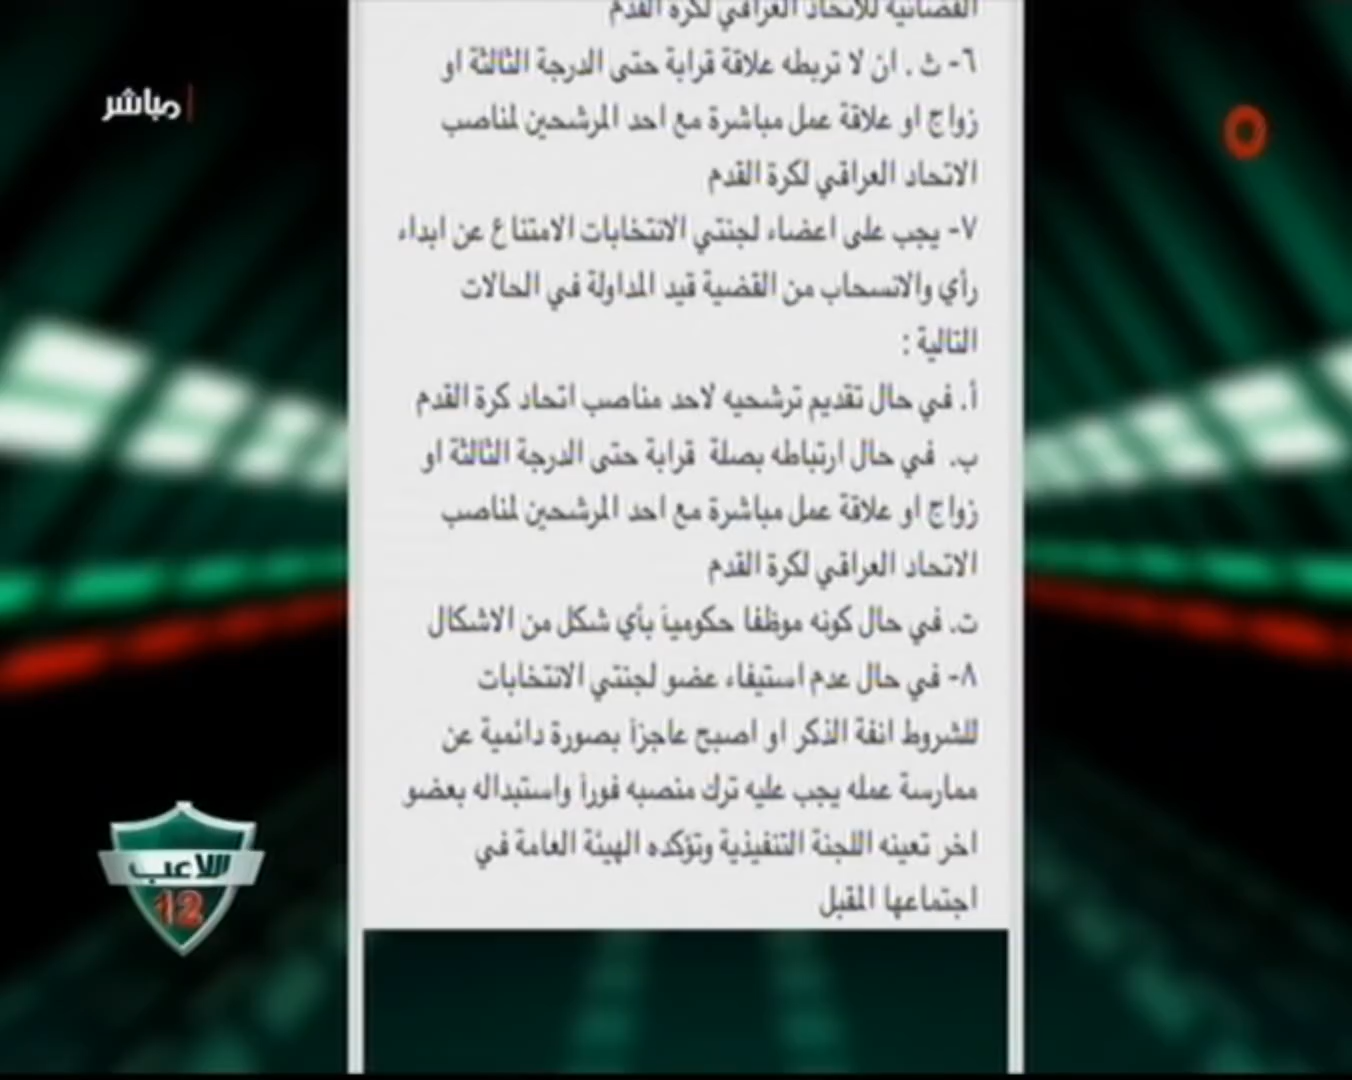 القضائية للاتحاد العراقي لكرة القدم
٦- ث . ان لا تربطه علاقة قرابة حتى الدرجة الثالثة او
زواج او علاقة عمل مباشرة مع احد المرشحين لمناصب
الاتحاد العراقي لكرة القدم
٧- يجب على اعضاء لجنتي الانتخابات الامتناع عن ابداء
رأي والانسحاب من القضية قيد المداولة في الحالات
التالية :
أ. في حال تقديم ترشحيه لاحد مناصب اتحاد كرة القدم
ب. في حال ارتباطه بصلة قرابة حتى الدرجة الثالثة او
زواج او علاقة عمل مباشرة مع احد المرشحين لمناصب
الاتحاد العراقي لكرة القدم
ت. في حال كونه موظفا حكومياً بأي شكل من الاشكال
٨- في حال عدم استيفاء عضو لجنتي الانتخابات
للشروط انفة الذكر او اصبح عاجزاً بصورة دائمية عن
ممارسة عمله يجب عليه ترك منصبه فوراً واستبداله بعضو
اخر تعينه اللجنة التنفيذية وتؤكده الهيئة العامة في
اجتماعها المقبل
مباشر
اللاعب
12